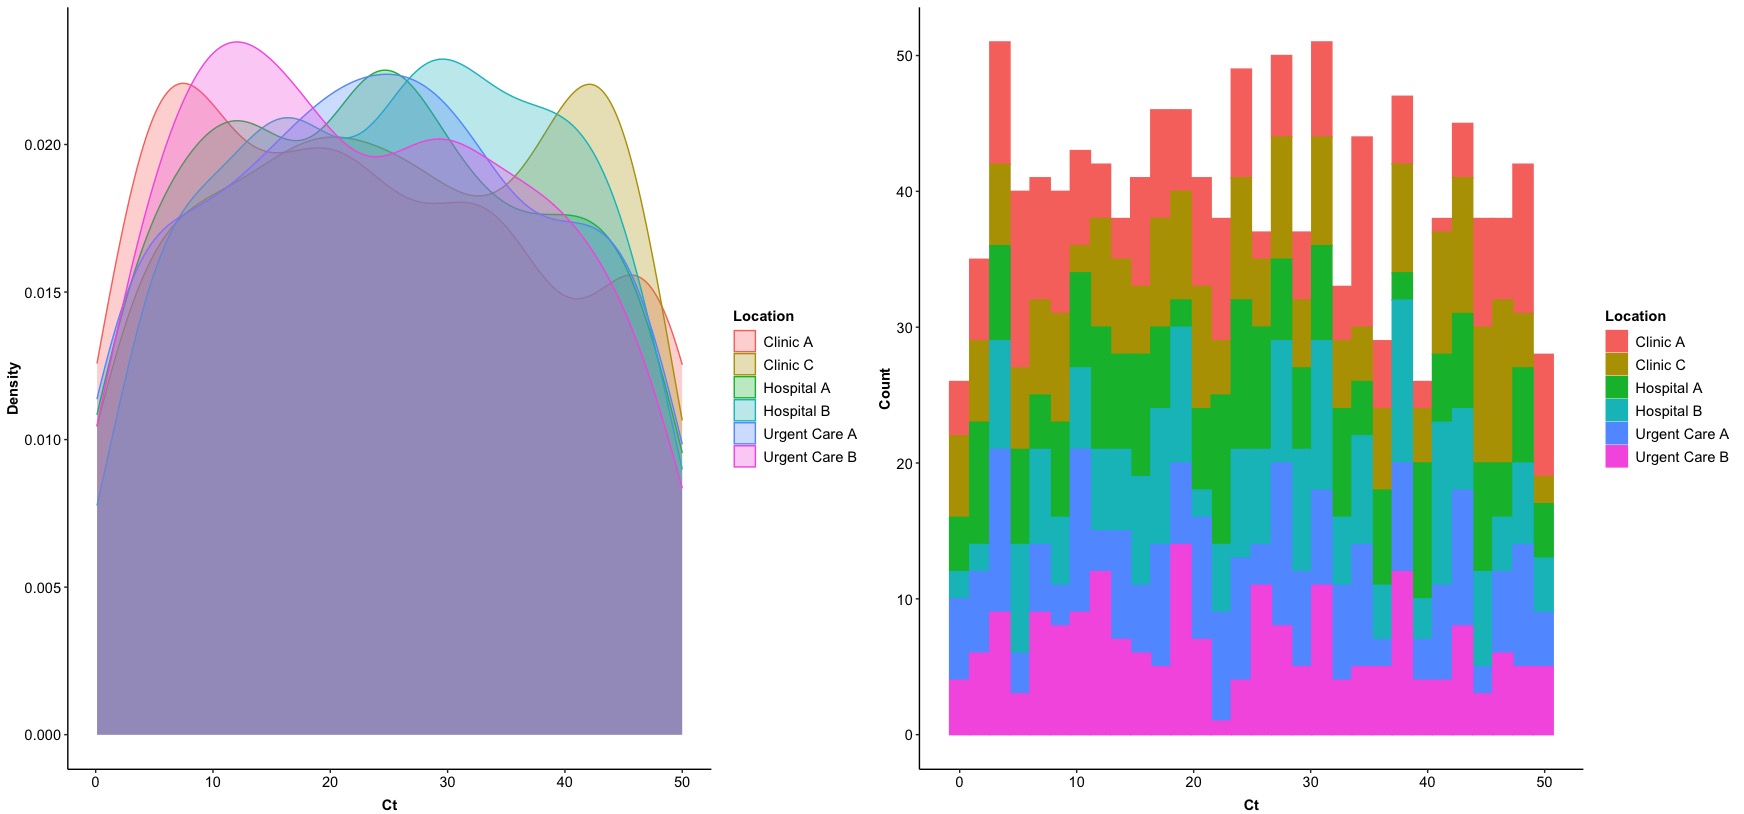 Density
0.020
0.015
0.010
0.005
0.000
0 10 20 30 40 50
Ct
Location
Clinic A
Clinic C
Hospital A
Hospital B
Urgent Care A
Urgent Care B
Count
50
40
30
20
10
0
0 10 20 30 40 50
Ct
Location
Clinic A
Clinic C
Hospital A
Hospital B
Urgent Care A
Urgent Care B